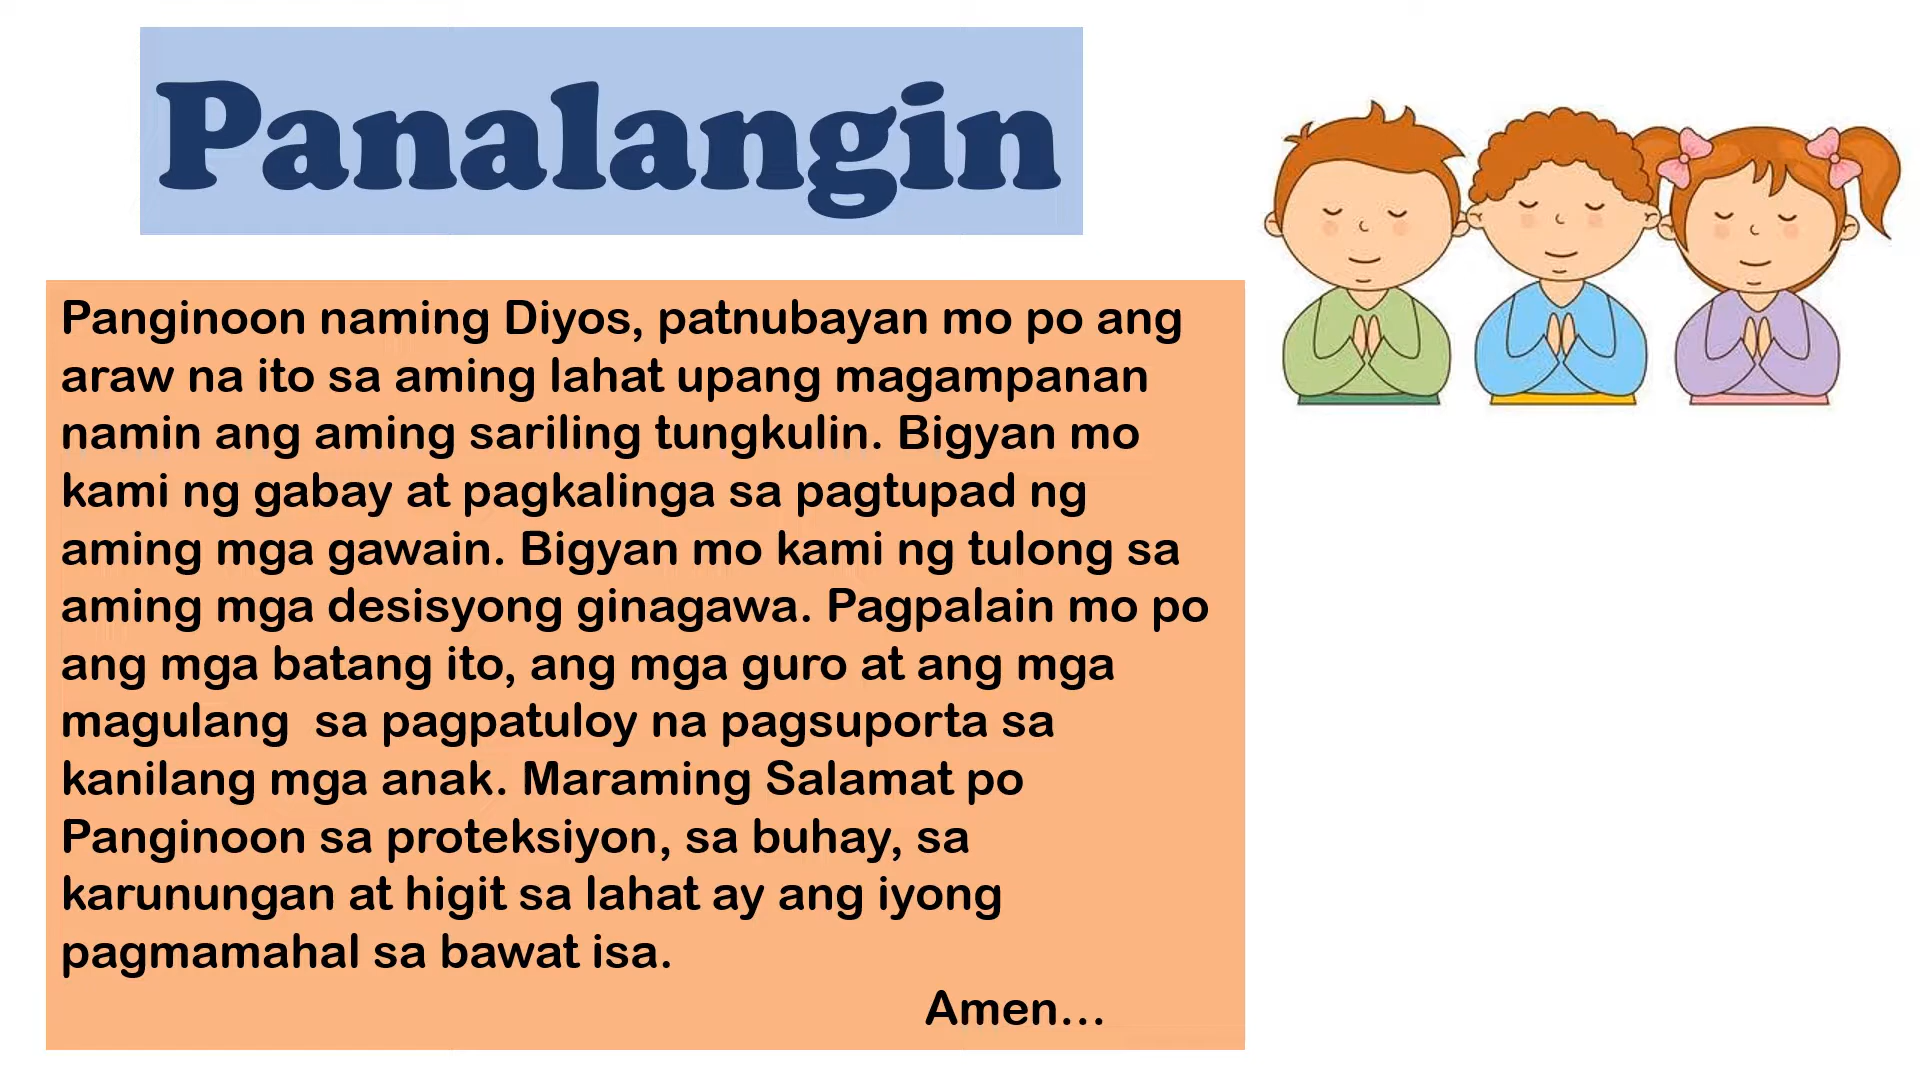 Panalangin
Panginoon naming Diyos, patnubayan mo po ang
araw na ito sa aming lahat upang magampanan
namin ang aming sariling tungkulin. Bigyan mo
kami ng gabay at pagkalinga sa pagtupad ng
aming mga gawain. Bigyan mo kami ng tulong sa
aming mga desisyong ginagawa. Pagpalain mo po
ang mga batang ito, ang mga guro at ang mga
magulang  sa pagpatuloy na pagsuporta sa
kanilang mga anak. Maraming Salamat po
Panginoon sa proteksiyon, sa buhay, sa
karunungan at higit sa lahat ay ang iyong
pagmamahal sa bawat isa.
Amen...